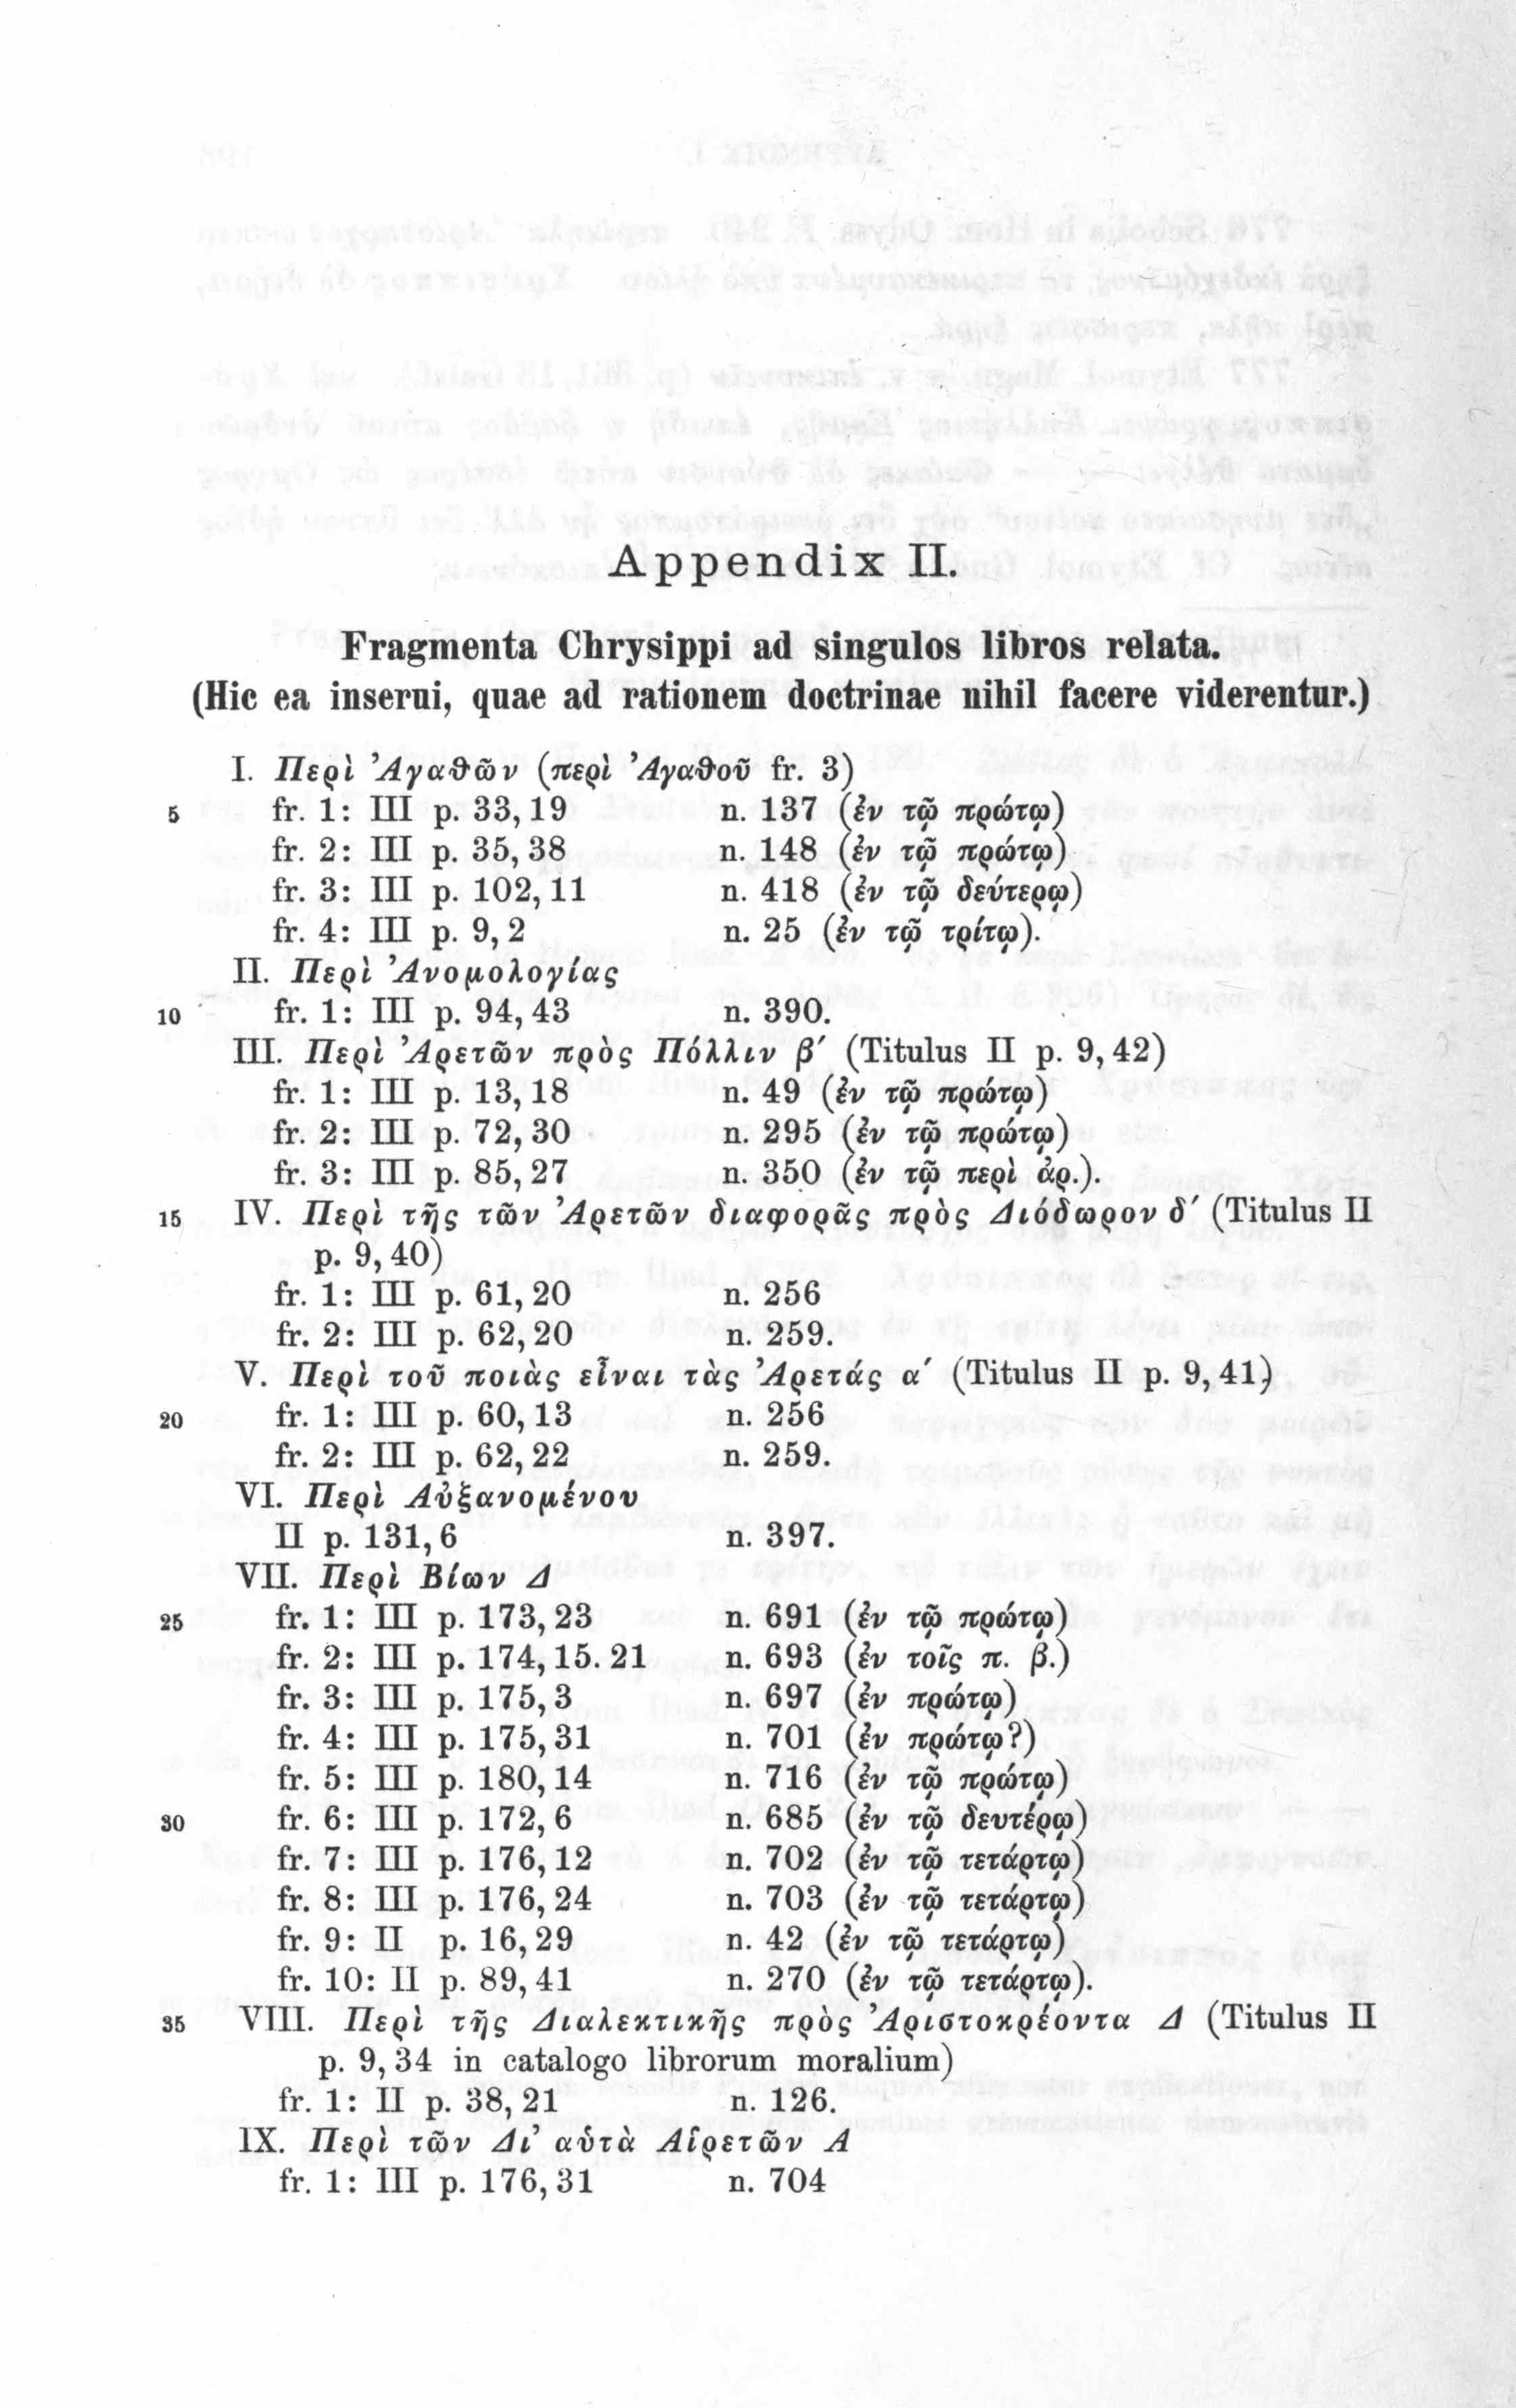 Appendix II.
Fragmenta Chrysippi ad singulos libros relata.
(Hic ea inserui, quae ad rationem doctrinae nihil facere viderentur.)
I. Περὶ Ἀγαθῶν (περὶ Ἀγαθοῦ fr. 3)
5 fr. 1: III p. 33,19 n. 137 (ἐν τῷ πρώτῳ)
fr. 2: III p. 35,38 n. 148 (ἐν τῷ πρώτῳ)
fr. 3: III p. 102,11 n. 418 (ἐν τῷ δεύτερῳ)
fr. 4: III p. 9,2 n. 25 (ἐν τῷ τρίτῳ).
II. Περὶ Ἀνομολογίας
10 fr. 1: III p. 94,43 n. 390.
III. Περὶ Ἀρετῶν πρὸς Πόλλιν β′ (Titulus II p. 9,42)
fr. 1: III p. 13,18 n. 49 (ἐν τῷ πρώτῳ)
fr. 2: III p. 72,30 n. 295 (ἐν τῷ πρώτῳ)
fr. 3: III p. 85,27 n. 350 (ἐν τῷ περὶ ἀρ.).
15 IV. Περὶ τῆς τῶν Ἀρετῶν διαφορᾶς πρὸς Διόδωρον δ′ (Titulus II
p. 9,40)
fr. 1: III p. 61,20 n. 256
fr. 2: III p. 62,20 n. 259.
V. Περὶ τοῦ ποιὰς εἶναι τὰς Ἀρετάς α′ (Titulus II p. 9,41)
20 fr. 1: III p. 60,13 n. 256
fr. 2: III p. 62,22 n. 259.
VI. Περὶ Αὐξανομένου
II p. 131,6 n. 397.
VII. Περὶ Βίων Δ
25 fr. 1: III p. 173,23 n. 691 (ἐν τῷ πρώτῳ)
fr. 2: III p. 174,15.21 n. 693 (ἐν τοῖς π. β.)
fr. 3: III p. 175,3 n. 697 (ἐν πρώτῳ)
fr. 4: III p. 175,31 n. 701 (ἐν πρώτῳ?)
fr. 5: III p. 180,14 n. 716 (ἐν τῷ πρώτῳ)
30 fr. 6: III p. 172,6 n. 685 (ἐν τῷ δευτέρῳ)
fr. 7: III p. 176,12 n. 702 (ἐν τῷ τετάρτῳ)
fr. 8: III p. 176,24 n. 703 (ἐν τῷ τετάρτῳ)
fr. 9: II p. 16,29 n. 42 (ἐν τῷ τετάρτῳ)
fr. 10: II p. 89,41 n. 270 (ἐν τῷ τετάρτῳ).
35 VIII. Περὶ τῆς Διαλεκτικῆς πρὸς Ἀριστοκρέοντα Δ (Titulus II
p. 9,34 in catalogo librorum moralium)
fr. 1: II p. 38,21 n. 126.
IX. Περὶ τῶν Δι’ αὑτὰ Αἱρετῶν Α
fr. 1: III p. 176,31 n. 704